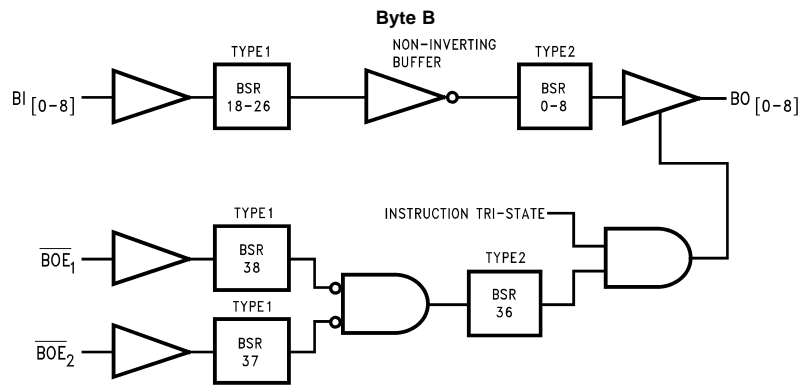 Byte B
TYPE1
NON-INVERTING
BUFFER
TYPE2
BI [0-8]
BSR
18-26
BSR
0-8
BO [0-8]
TYPE1
INSTRUCTION TRI-STATE
BOE1
BSR
38
TYPE2
TYPE1
BSR
36
BOE2
BSR
37